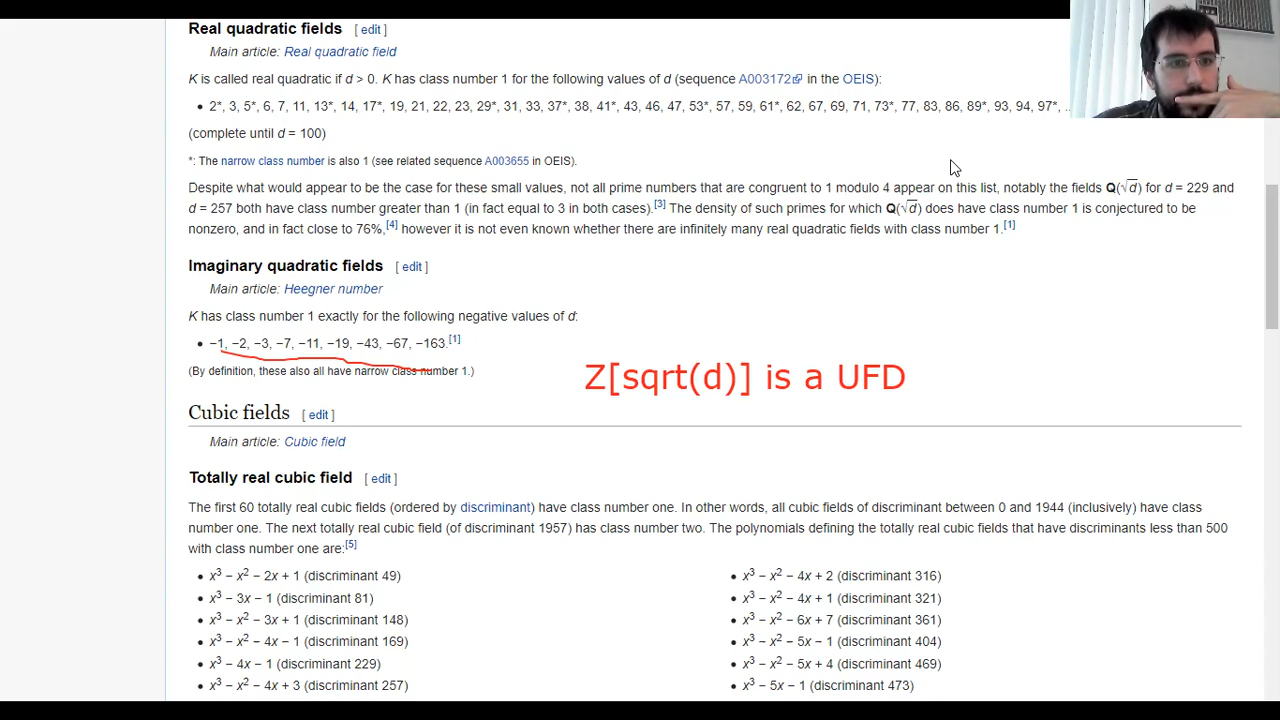 Real quadratic fields [ edit ]
Main article: Real quadratic field
K is called real quadratic if d > 0. K has class number 1 for the following values of d (sequence A003172 in the OEIS):
• 2*, 3, 5*, 6, 7, 11, 13*, 14, 17*, 19, 21, 22, 23, 29*, 31, 33, 37*, 38, 41*, 43, 46, 47, 53*, 57, 59, 61*, 62, 67, 69, 71, 73*, 77, 83, 86, 89*, 93, 94, 97*, ...
(complete until d = 100)
*: The narrow class number is also 1 (see related sequence A003655 in OEIS).
Despite what would appear to be the case for these small values, not all prime numbers that are congruent to 1 modulo 4 appear on this list, notably the fields Q(√d) for d = 229 and
d = 257 both have class number greater than 1 (in fact equal to 3 in both cases).[3] The density of such primes for which Q(√d) does have class number 1 is conjectured to be
nonzero, and in fact close to 76%,[4] however it is not even known whether there are infinitely many real quadratic fields with class number 1.[1]
Imaginary quadratic fields [ edit ]
Main article: Heegner number
K has class number 1 exactly for the following negative values of d:
• −1, −2, −3, −7, −11, −19, −43, −67, −163.[1]
(By definition, these also all have narrow class number 1.)
Z[sqrt(d)] is a UFD
Cubic fields [ edit ]
Main article: Cubic field
Totally real cubic field [ edit ]
The first 60 totally real cubic fields (ordered by discriminant) have class number one. In other words, all cubic fields of discriminant between 0 and 1944 (inclusively) have class
number one. The next totally real cubic field (of discriminant 1957) has class number two. The polynomials defining the totally real cubic fields that have discriminants less than 500
with class number one are:[5]
• x³ − x² − 2x + 1 (discriminant 49)
• x³ − 3x − 1 (discriminant 81)
• x³ − x² − 3x + 1 (discriminant 148)
• x³ − x² − 4x − 1 (discriminant 169)
• x³ − 4x − 1 (discriminant 229)
• x³ − x² − 4x + 3 (discriminant 257)
• x³ − x² − 4x + 2 (discriminant 316)
• x³ − x² − 4x + 1 (discriminant 321)
• x³ − x² − 6x + 7 (discriminant 361)
• x³ − x² − 5x − 1 (discriminant 404)
• x³ − x² − 5x + 4 (discriminant 469)
• x³ − 5x − 1 (discriminant 473)